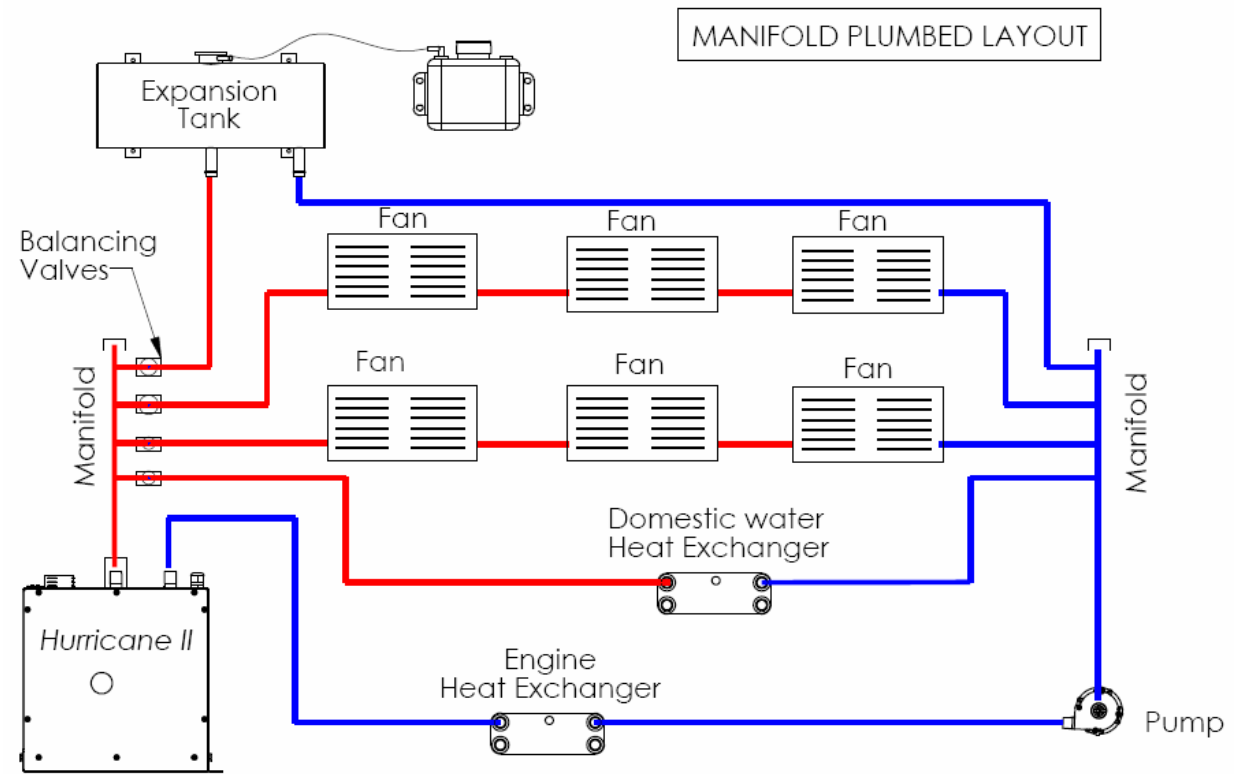 MANIFOLD PLUMBED LAYOUT
Expansion
Tank
Balancing
Valves
Fan
Fan
Fan
Fan
Fan
Fan
Manifold
Manifold
Domestic water
Heat Exchanger
Hurricane II
Engine
Heat Exchanger
Pump